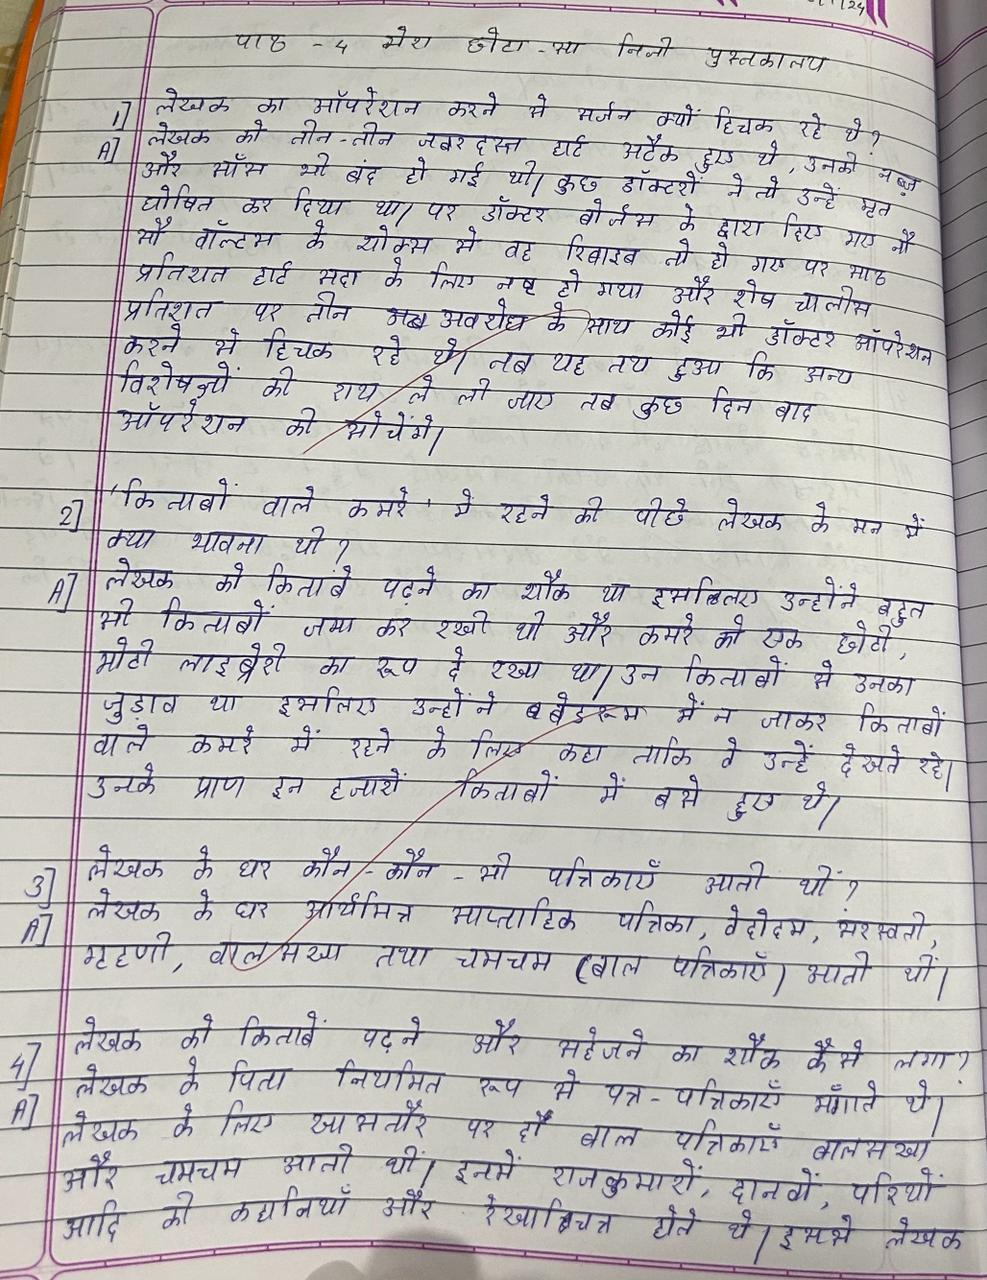 /24
पाठ - 4 मेरा छोटा-सा निजी पुस्तकालय
1] लेखक का ऑपरेशन करने से सर्जन क्यों हिचक रहे थे?
A] लेखक को तीन-तीन जबरदस्त हार्ट अटैक हुए थे, उनकी नब्ज़
और साँस भी बंद हो गई थी। कुछ डॉक्टरों ने तो उन्हें मृत
घोषित कर दिया था। पर डॉक्टर बोर्जेस के द्वारा दिए गए नौ
सौ वॉल्टस के शोक्स से वह रिवाइव तो हो गए पर साठ
प्रतिशत हार्ट सदा के लिए नष्ट हो गया और शेष चालीस
प्रतिशत पर तीन अवरोध के साथ कोई भी डॉक्टर ऑपरेशन
करने से हिचक रहे थे। तब यह तय हुआ कि अन्य
विशेषज्ञों की राय ले ली जाए तब कुछ दिन बाद
ऑपरेशन की सोचेंगे।
2] 'किताबों वाले कमरे' में रहने की पीछे लेखक के मन में
क्या भावना थी?
A] लेखक को किताबें पढ़ने का शौक था इसलिए उन्होंने बहुत
सी किताबों जमा कर रखी थी और कमरे को एक छोटी,
मोटी लाइब्रेरी का रूप दे रखा था। उन किताबों से उनका
जुड़ाव था इसलिए उन्होंने बेडरूम में न जाकर किताबों
वाले कमरे में रहने के लिए कहा ताकि वे उन्हें देखते रहे।
उनके प्राण इन हजारों किताबों में बसे हुए थे।
3] लेखक के घर कौन-कौन-सी पत्रिकाएँ आती थीं?
A] लेखक के घर आर्यमित्र साप्ताहिक पत्रिका, वेदोदम, सरस्वती,
गृहणी, बालसखा तथा चमचम (बाल पत्रिकाएँ) आती थीं।
4] लेखक को किताबें पढ़ने और सहेजने का शौक कैसे लगा?
A] लेखक के पिता नियमित रूप से पत्र-पत्रिकाएँ मँगाते थे।
लेखक के लिए खासतौर पर दो बाल पत्रिकाएँ बालसखा
और चमचम आती थीं। इनमें राजकुमारों, दानवों, परियों
आदि की कहानियाँ और रेखाचित्र होते थे। इससे लेखक